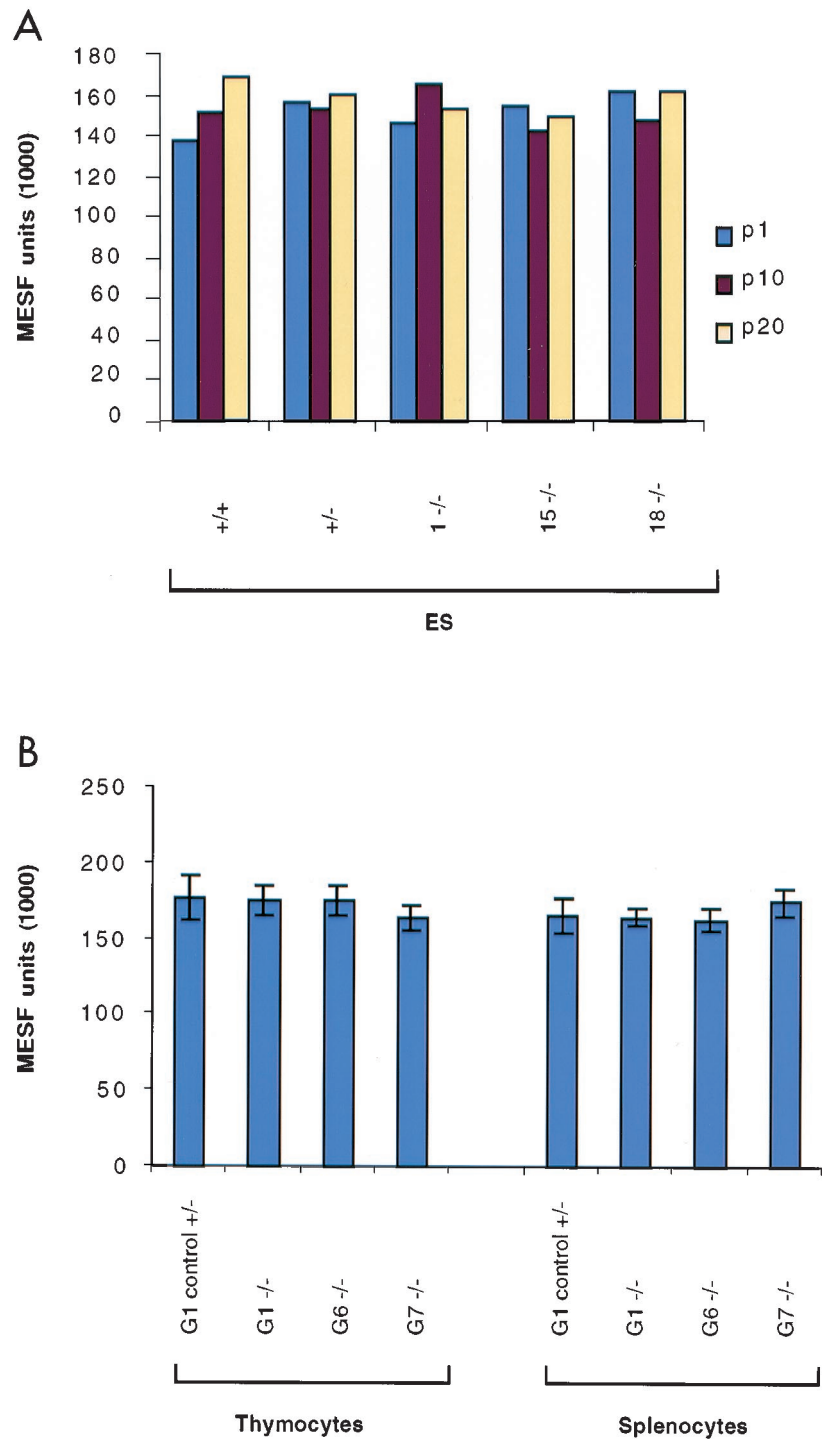 A
MESF units (1000)
180
160
140
120
100
80
60
40
20
0
p1
p10
p20
+/+
+/-
1 -/-
15 -/-
18 -/-
ES
B
MESF units (1000)
250
200
150
100
50
0
G1 control +/-
G1 -/-
G6 -/-
G7 -/-
G1 control +/-
G1 -/-
G6 -/-
G7 -/-
Thymocytes
Splenocytes